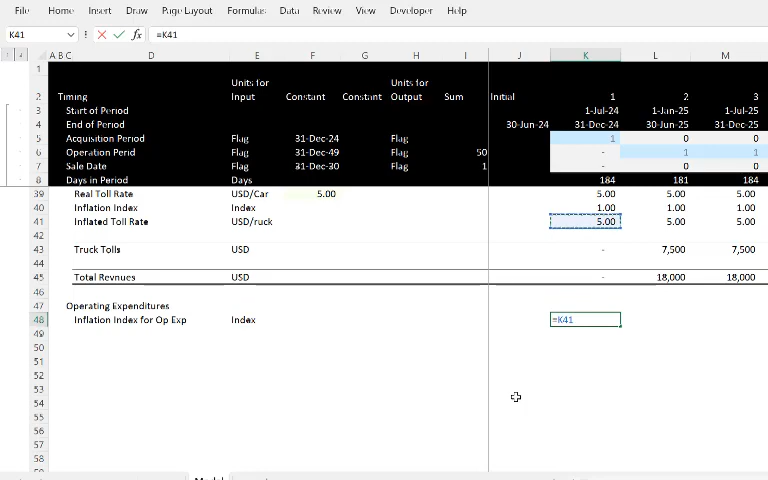 File Home Insert Draw Page Layout Formulas Data Review View Developer Help
K41 fx =K41
1 2
A B C D E F G H I J K L M
1
Units for Units for
2 Timing Input Constant Constant Output Sum Initial 1 2 3
3 Start of Period 1-Jul-24 1-Jan-25 1-Jul-25
4 End of Period 30-Jun-24 31-Dec-24 30-Jun-25 31-Dec-25
5 Acquisition Period Flag 31-Dec-24 Flag 1 0 0
6 Operation Perid Flag 31-Dec-49 Flag 50 - 1 1
7 Sale Date Flag 31-Dec-30 Flag 1 - 0 0
8 Days in Period Days 184 181 184
39 Real Toll Rate USD/Car 5.00 5.00 5.00 5.00
40 Inflation Index Index 1.00 1.00 1.00
41 Inflated Toll Rate USD/ruck 5.00 5.00 5.00
42
43 Truck Tolls USD - 7,500 7,500
44
45 Total Revnues USD - 18,000 18,000
46
47 Operating Expenditures
48 Inflation Index for Op Exp Index =K41
49
50
51
52
53
54
55
56
57
58